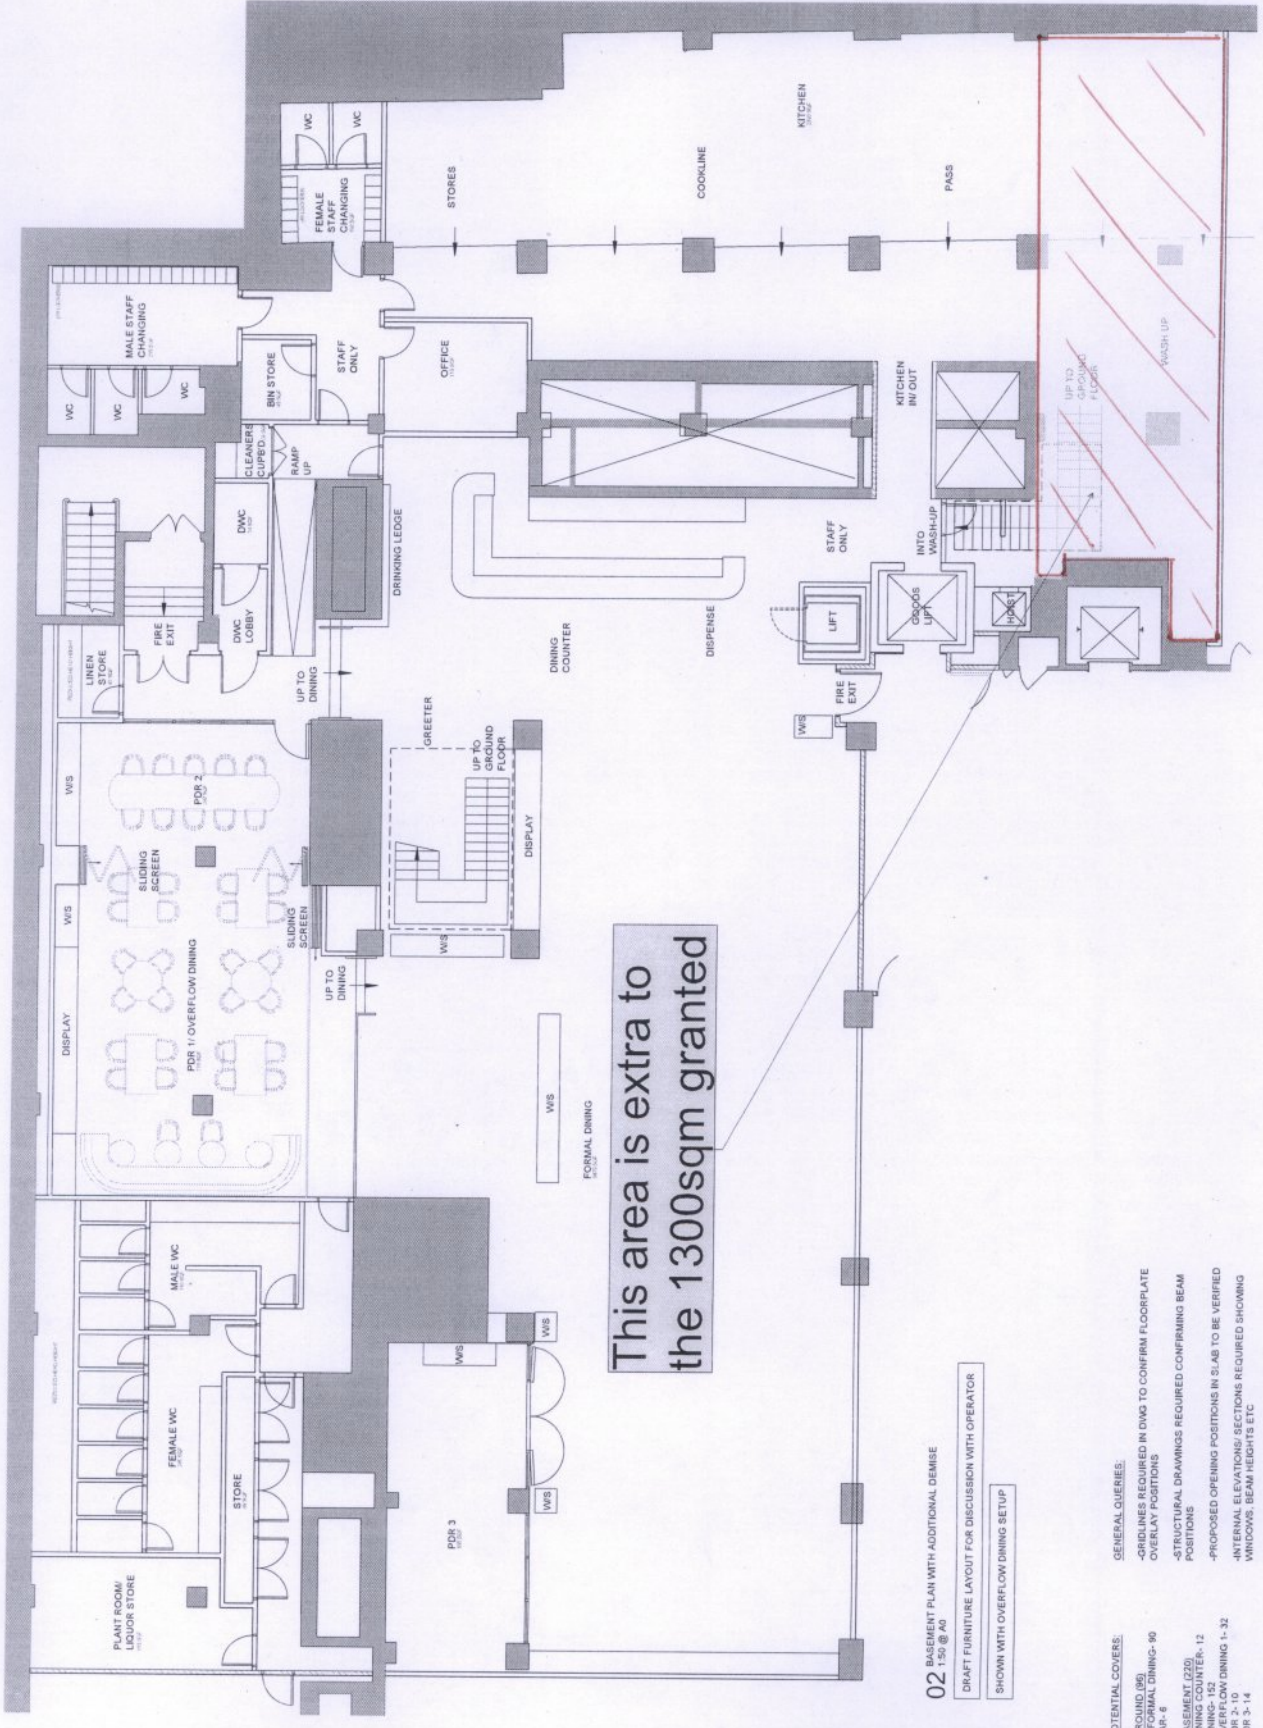 PLANT ROOM/
LIQUOR STORE
STORE
FEMALE WC
MALE WC
PDR 3
W/S
W/S
W/S
DISPLAY
W/S
W/S
PDR 1/ OVERFLOW DINING
SLIDING
SCREEN
SLIDING
SCREEN
PDR 2
UP TO
DINING
W/S
W/S
FORMAL DINING
LINEN
STORE
FIRE
EXIT
DWC
LOBBY
DWC
UP TO
DINING
GREETER
UP TO
GROUND
FLOOR
DISPLAY
DRINKING LEDGE
DINING
COUNTER
DISPENSE
WC
WC
WC
MALE STAFF
CHANGING
CLEANERS
CUPB'D
RAMP
UP
BIN STORE
STAFF
ONLY
OFFICE
FEMALE
STAFF
CHANGING
WC
WC
STORES
COOKLINE
KITCHEN
PASS
KITCHEN
IN/ OUT
STAFF
ONLY
INTO
WASH-UP
LIFT
GOODS
LIFT
HOIST
FIRE
EXIT
W/S
UP TO
GROUND
FLOOR
WASH UP
This area is extra to
the 1300sqm granted
02 BASEMENT PLAN WITH ADDITIONAL DEMISE
1:50 @ A0
DRAFT FURNITURE LAYOUT FOR DISCUSSION WITH OPERATOR
SHOWN WITH OVERFLOW DINING SETUP
OTENTIAL COVERS:
ROUND (96)
FORMAL DINING- 90
AR- 6
SEMENT (220)
NING COUNTER- 12
NING- 152
VERFLOW DINING 1- 32
DR 2- 10
DR 3- 14
GENERAL QUERIES:
-GRIDLINES REQUIRED IN DWG TO CONFIRM FLOORPLATE
OVERLAY POSITIONS
-STRUCTURAL DRAWINGS REQUIRED CONFIRMING BEAM
POSITIONS
-PROPOSED OPENING POSITIONS IN SLAB TO BE VERIFIED
-INTERNAL ELEVATIONS/ SECTIONS REQUIRED SHOWING
WINDOWS, BEAM HEIGHTS ETC